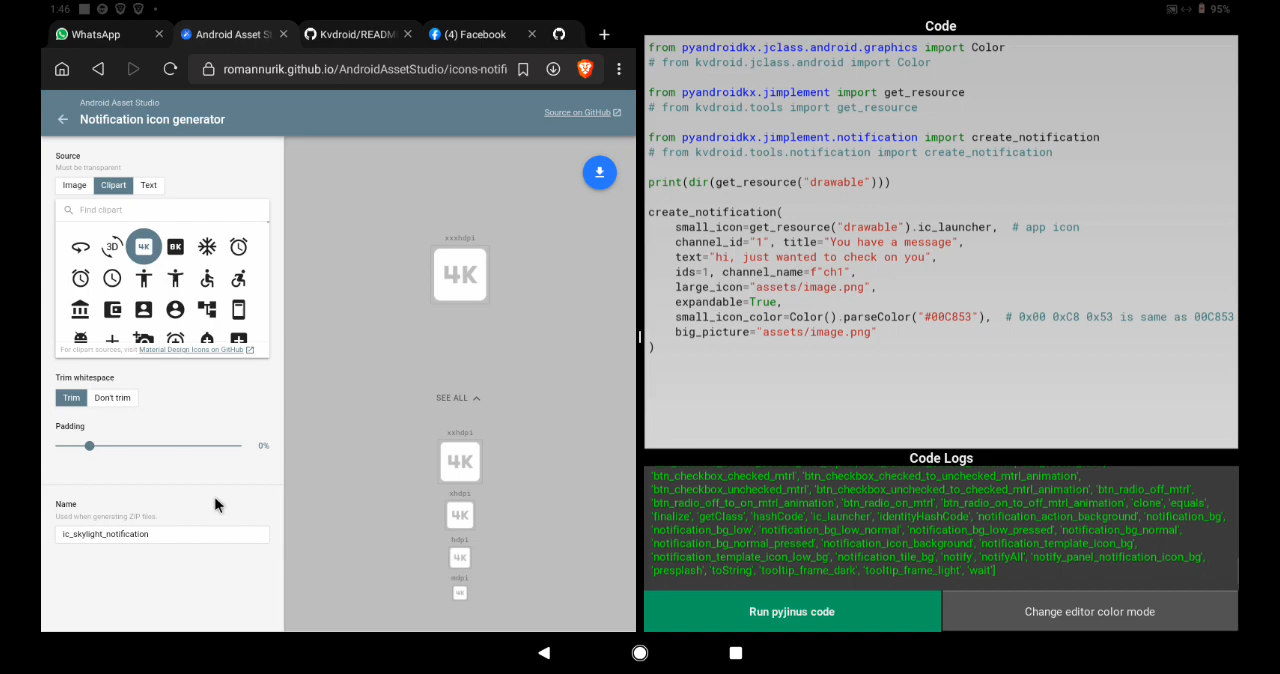 1:46
95%
WhatsApp
Android Asset S
Kvdroid/READM
(4) Facebook
romannurik.github.io/AndroidAssetStudio/icons-notifi
Android Asset Studio
Notification icon generator
Source on GitHub
Source
Must be transparent
Image
Clipart
Text
Find clipart
3D
4K
8K
For clipart sources, visit Material Design Icons on GitHub
Trim whitespace
Trim
Don't trim
Padding
0%
Name
Used when generating ZIP files.
ic_skylight_notification
xxxhdpi
4K
SEE ALL
xxhdpi
4K
xhdpi
4K
hdpi
4K
mdpi
4K
Code
from pyandroidkx.jclass.android.graphics import Color
# from kvdroid.jclass.android import Color
from pyandroidkx.jimplement import get_resource
# from kvdroid.tools import get_resource
from pyandroidkx.jimplement.notification import create_notification
# from kvdroid.tools.notification import create_notification
print(dir(get_resource("drawable")))
create_notification(
small_icon=get_resource("drawable").ic_launcher, # app icon
channel_id="1", title="You have a message",
text="hi, just wanted to check on you",
ids=1, channel_name=f"ch1",
large_icon="assets/image.png",
expandable=True,
small_icon_color=Color().parseColor("#00C853"), # 0x00 0xC8 0x53 is same as 00C853
big_picture="assets/image.png"
)
Code Logs
'btn_checkbox_checked_mtrl', 'btn_checkbox_checked_to_unchecked_mtrl_animation',
'btn_checkbox_unchecked_mtrl', 'btn_checkbox_unchecked_to_checked_mtrl_animation', 'btn_radio_off_mtrl',
'btn_radio_off_to_on_mtrl_animation', 'btn_radio_on_mtrl', 'btn_radio_on_to_off_mtrl_animation', 'clone', 'equals',
'finalize', 'getClass', 'hashCode', 'ic_launcher', 'identityHashCode', 'notification_action_background', 'notification_bg',
'notification_bg_low', 'notification_bg_low_normal', 'notification_bg_low_pressed', 'notification_bg_normal',
'notification_bg_normal_pressed', 'notification_icon_background', 'notification_template_icon_bg',
'notification_template_icon_low_bg', 'notification_tile_bg', 'notify', 'notifyAll', 'notify_panel_notification_icon_bg',
'presplash', 'toString', 'tooltip_frame_dark', 'tooltip_frame_light', 'wait']
Run pyjinus code
Change editor color mode